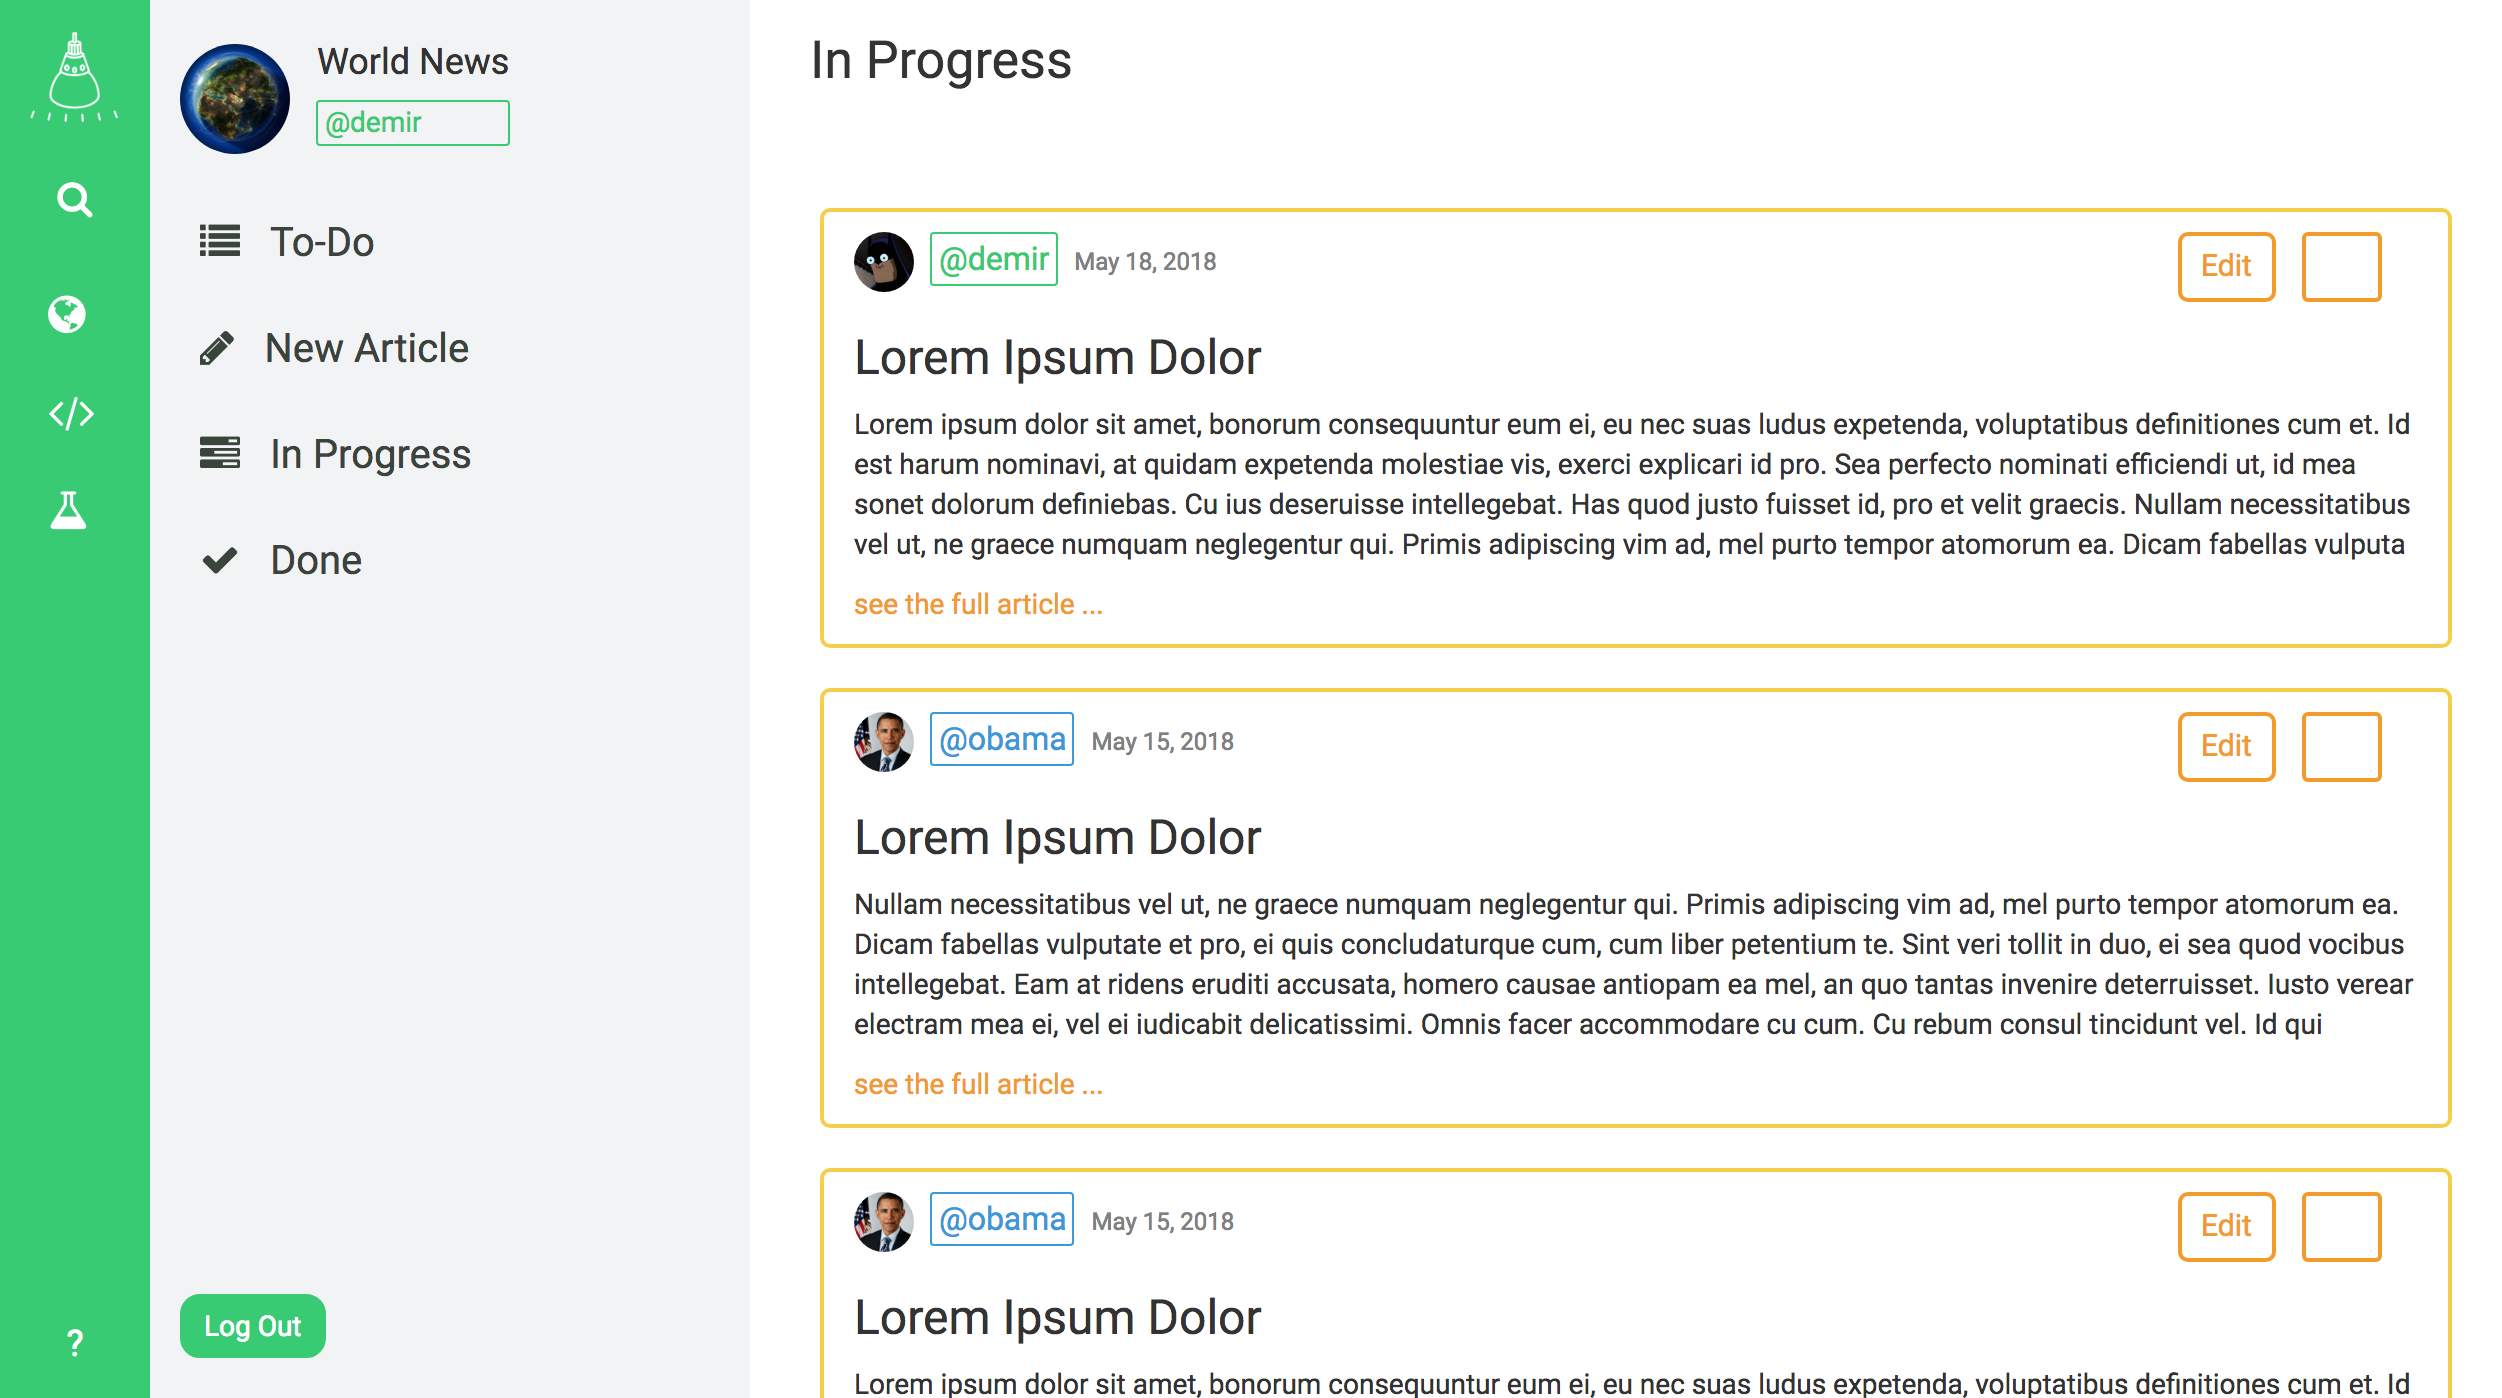 World News
@demir
To-Do
New Article
In Progress
Done
Log Out
?
In Progress
@demir May 18, 2018 Edit
Lorem Ipsum Dolor
Lorem ipsum dolor sit amet, bonorum consequuntur eum ei, eu nec suas ludus expetenda, voluptatibus definitiones cum et. Id
est harum nominavi, at quidam expetenda molestiae vis, exerci explicari id pro. Sea perfecto nominati efficiendi ut, id mea
sonet dolorum definiebas. Cu ius deseruisse intellegebat. Has quod justo fuisset id, pro et velit graecis. Nullam necessitatibus
vel ut, ne graece numquam neglegentur qui. Primis adipiscing vim ad, mel purto tempor atomorum ea. Dicam fabellas vulputa
see the full article ...
@obama May 15, 2018 Edit
Lorem Ipsum Dolor
Nullam necessitatibus vel ut, ne graece numquam neglegentur qui. Primis adipiscing vim ad, mel purto tempor atomorum ea.
Dicam fabellas vulputate et pro, ei quis concludaturque cum, cum liber petentium te. Sint veri tollit in duo, ei sea quod vocibus
intellegebat. Eam at ridens eruditi accusata, homero causae antiopam ea mel, an quo tantas invenire deterruisset. Iusto verear
electram mea ei, vel ei iudicabit delicatissimi. Omnis facer accommodare cu cum. Cu rebum consul tincidunt vel. Id qui
see the full article ...
@obama May 15, 2018 Edit
Lorem Ipsum Dolor
Lorem ipsum dolor sit amet, bonorum consequuntur eum ei, eu nec suas ludus expetenda, voluptatibus definitiones cum et. Id